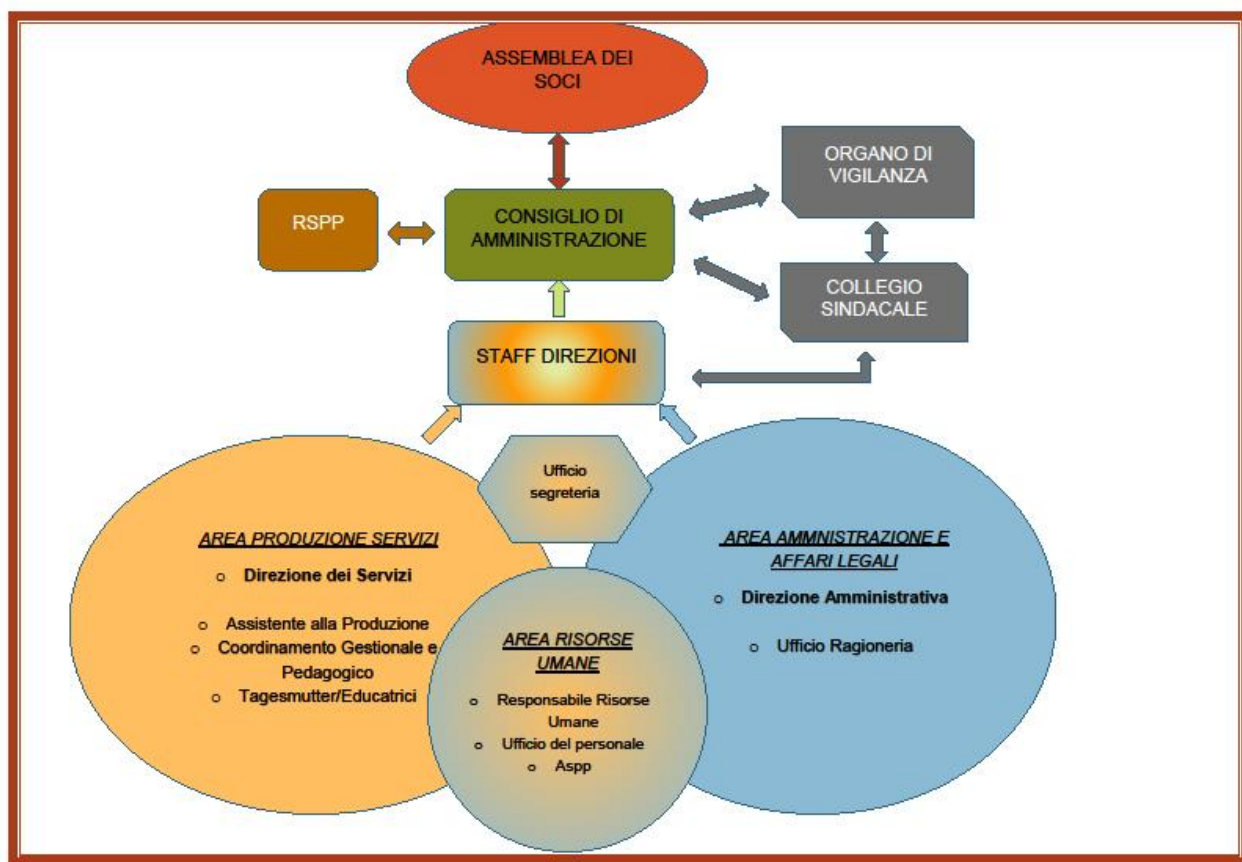 ASSEMBLEA DEI
SOCI
ORGANO DI
VIGILANZA
RSPP
CONSIGLIO DI
AMMINISTRAZIONE
COLLEGIO
SINDACALE
STAFF DIREZIONI
Ufficio
segreteria
AREA PRODUZIONE SERVIZI
o Direzione dei Servizi
o Assistente alla Produzione
o Coordinamento Gestionale e
Pedagogico
o Tagesmutter/Educatrici
AREA RISORSE
UMANE
o Responsabile Risorse
Umane
o Ufficio del personale
o Aspp
AREA AMMNISTRAZIONE E
AFFARI LEGALI
o Direzione Amministrativa
o Ufficio Ragioneria